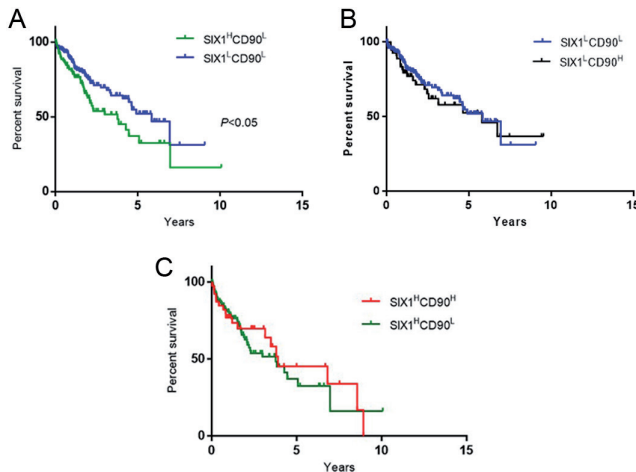 A
SIX1ᴴCD90ᴸ
SIX1ᴸCD90ᴸ
P<0.05
Percent survival
100
50
0
0 5 10 15
Years
B
SIX1ᴸCD90ᴸ
SIX1ᴸCD90ᴴ
Percent survival
100
50
0
0 5 10 15
Years
C
SIX1ᴴCD90ᴴ
SIX1ᴴCD90ᴸ
Percent survival
100
50
0
0 5 10 15
Years